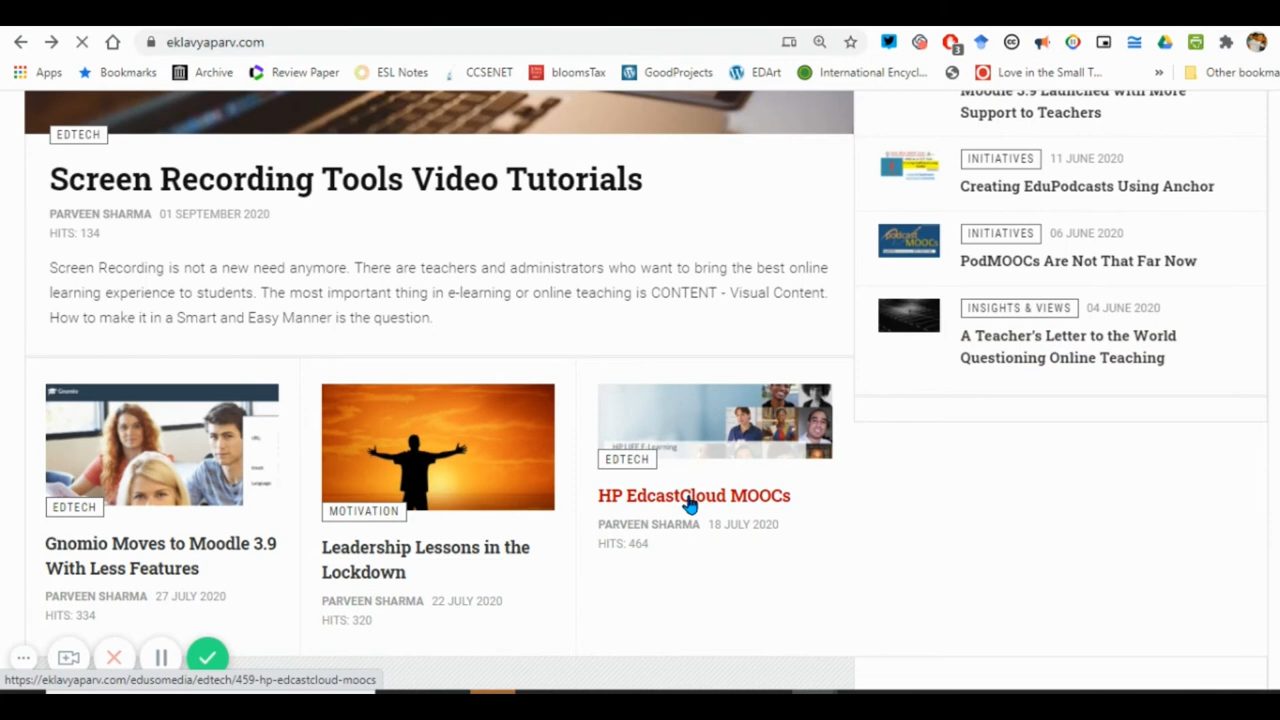 eklavyaparv.com
3
Apps
Bookmarks
Archive
Review Paper
ESL Notes
CCSENET
bloomsTax
GoodProjects
EDArt
International Encycl...
Love in the Small T...
»
Other bookma
EDTECH
Screen Recording Tools Video Tutorials
PARVEEN SHARMA 01 SEPTEMBER 2020
HITS: 134
Screen Recording is not a new need anymore. There are teachers and administrators who want to bring the best online
learning experience to students. The most important thing in e-learning or online teaching is CONTENT - Visual Content.
How to make it in a Smart and Easy Manner is the question.
Gnomio
EDTECH
Gnomio Moves to Moodle 3.9
With Less Features
PARVEEN SHARMA 27 JULY 2020
HITS: 334
MOTIVATION
Leadership Lessons in the
Lockdown
PARVEEN SHARMA 22 JULY 2020
HITS: 320
HP LIFE E-Learning
EDTECH
HP EdcastCloud MOOCs
PARVEEN SHARMA 18 JULY 2020
HITS: 464
Moodle 3.9 Launched with More
Support to Teachers
INITIATIVES 11 JUNE 2020
Creating EduPodcasts Using Anchor
podcast
MOOCs
INITIATIVES 06 JUNE 2020
PodMOOCs Are Not That Far Now
INSIGHTS & VIEWS 04 JUNE 2020
A Teacher's Letter to the World
Questioning Online Teaching
https://eklavyaparv.com/edusomedia/edtech/459-hp-edcastcloud-moocs